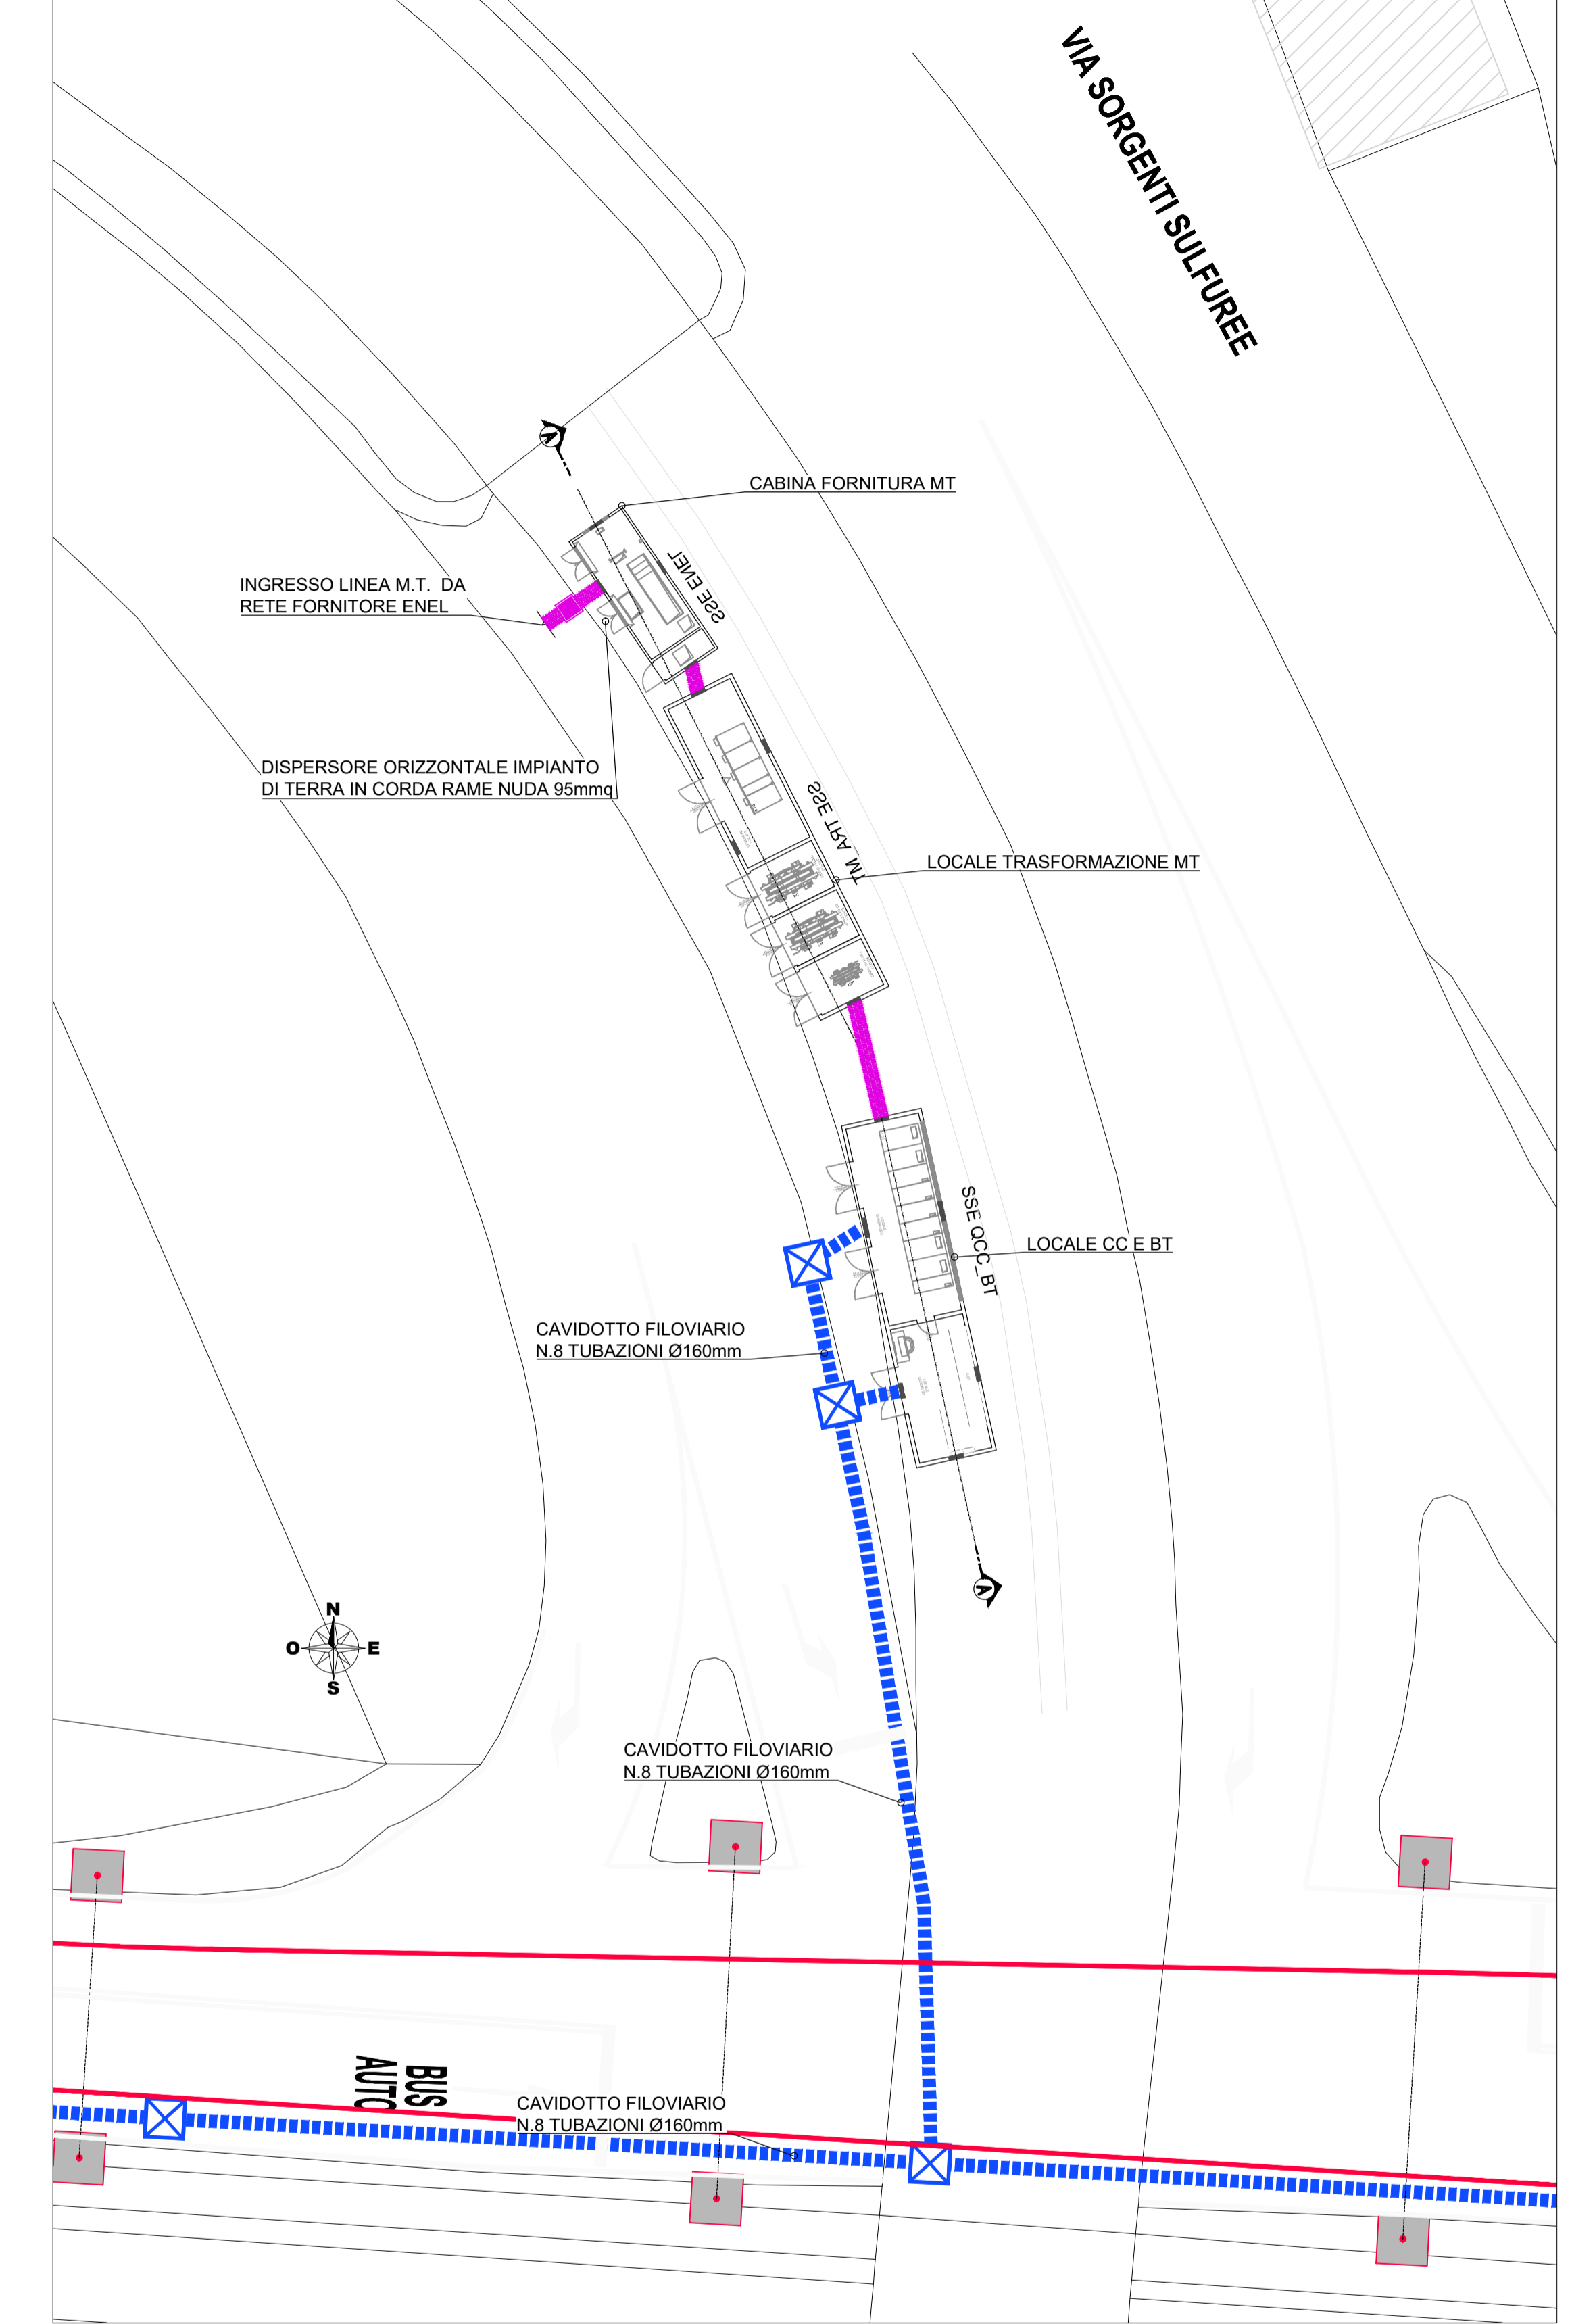 VIA SORGENTI SULFUREE
A
CABINA FORNITURA MT
SSE ENEL
INGRESSO LINEA M.T. DA
RETE FORNITORE ENEL
DISPERSORE ORIZZONTALE IMPIANTO
DI TERRA IN CORDA RAME NUDA 95mmq
SSE TRA MT
LOCALE TRASFORMAZIONE MT
SSE QCC_BT
LOCALE CC E BT
CAVIDOTTO FILOVIARIO
N.8 TUBAZIONI Ø160mm
A
N
O E
S
CAVIDOTTO FILOVIARIO
N.8 TUBAZIONI Ø160mm
BUS
AUTO
CAVIDOTTO FILOVIARIO
N.8 TUBAZIONI Ø160mm